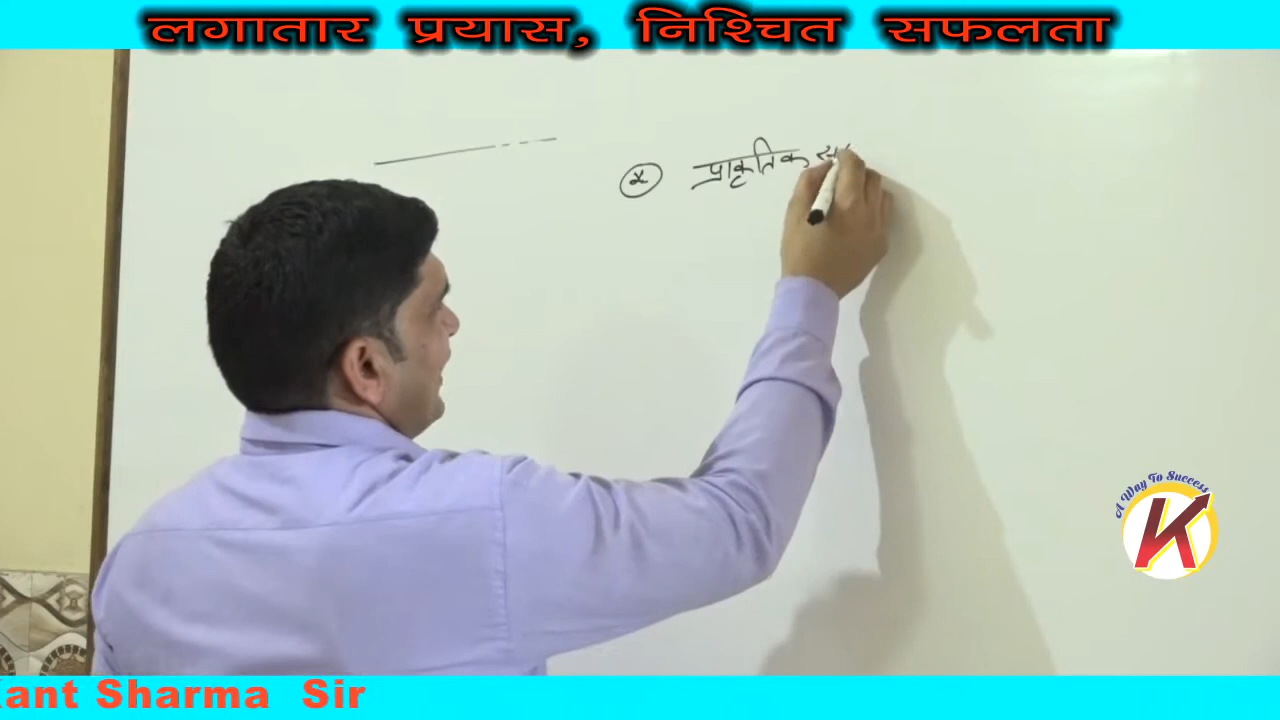 लगातार प्रयास, निश्चित सफलता
प्राकृतिक
A Way To Success
K
Kant Sharma Sir